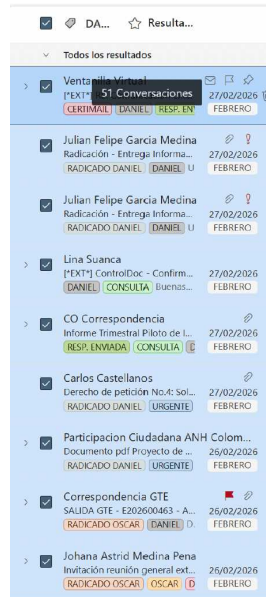 DA... Resulta...
Todos los resultados
Ventanilla Virtual
51 Conversaciones
[*EXT*] 27/02/2026
CERTIMAIL DANIEL RESP. EN FEBRERO
Julian Felipe Garcia Medina
Radicación - Entrega Informa... 27/02/2026
RADICADO DANIEL DANIEL U FEBRERO
Julian Felipe Garcia Medina
Radicación - Entrega Informa... 27/02/2026
RADICADO DANIEL DANIEL U FEBRERO
Lina Suanca
[*EXT*] ControlDoc - Confirm... 27/02/2026
DANIEL CONSULTA Buenas... FEBRERO
CO Correspondencia
Informe Trimestral Piloto de I... 27/02/2026
RESP. ENVIADA CONSULTA FEBRERO
Carlos Castellanos
Derecho de petición No.4: Sol... 27/02/2026
RADICADO DANIEL URGENTE FEBRERO
Participacion Ciudadana ANH Colom...
Documento pdf Proyecto de ... 26/02/2026
RADICADO DANIEL URGENTE FEBRERO
Correspondencia GTE
SALIDA GTE - E202600463 - A... 26/02/2026
RADICADO OSCAR DANIEL D. FEBRERO
Johana Astrid Medina Pena
Invitación reunión general ext... 26/02/2026
RADICADO OSCAR OSCAR D FEBRERO